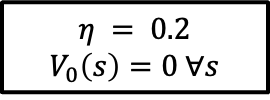 η = 0.2
V₀(s) = 0 ∀s